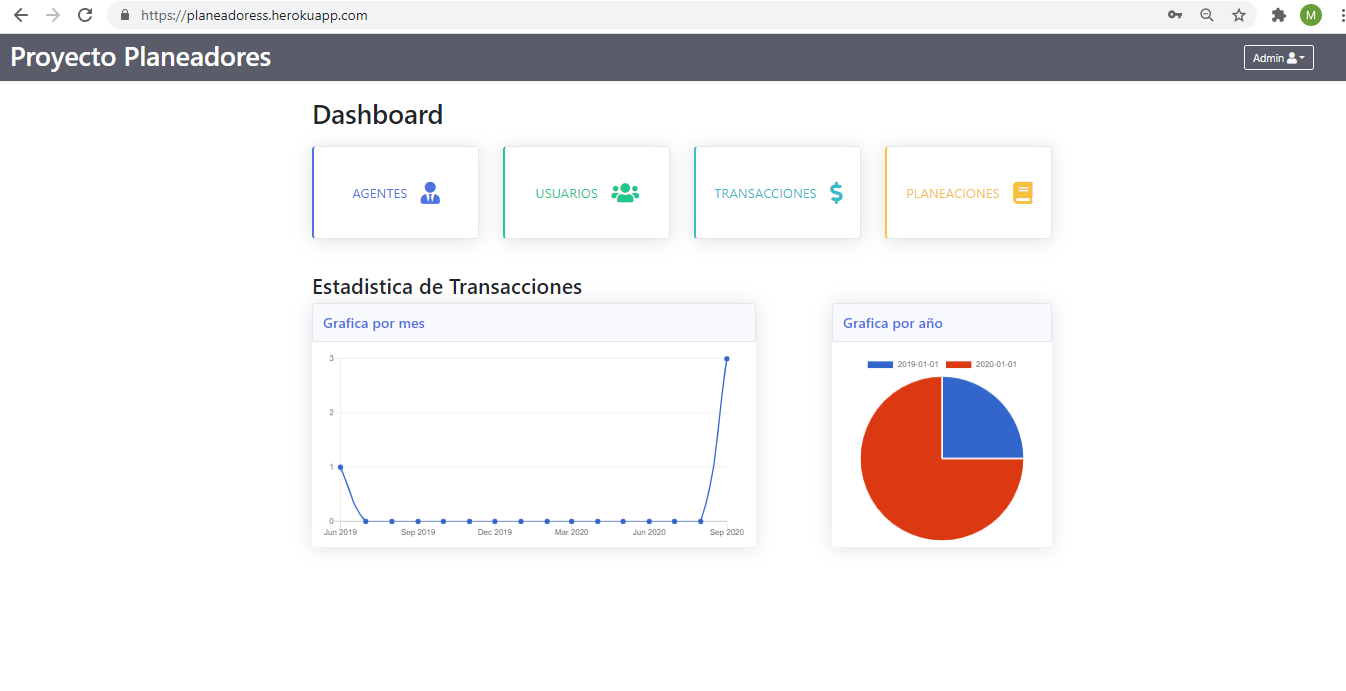 https://planeadoress.herokuapp.com
M
Proyecto Planeadores
Admin
Dashboard
AGENTES
USUARIOS
TRANSACCIONES
PLANEACIONES
Estadistica de Transacciones
Grafica por mes
3
2
1
0
Jun 2019 Sep 2019 Dec 2019 Mar 2020 Jun 2020 Sep 2020
Grafica por año
2019-01-01 2020-01-01